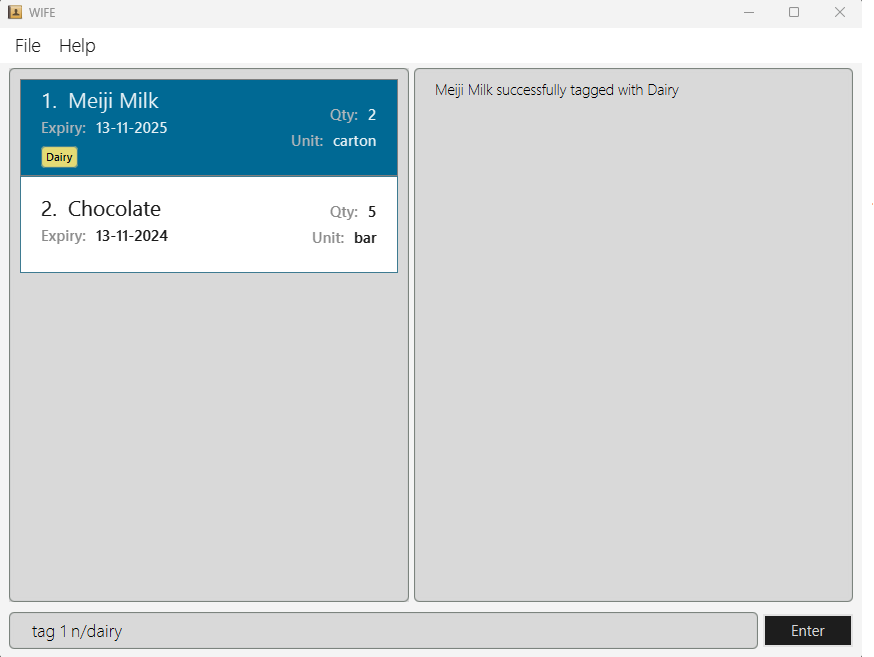 WIFE
File Help
1. Meiji Milk
Expiry: 13-11-2025
Dairy
Qty: 2
Unit: carton
2. Chocolate
Expiry: 13-11-2024
Qty: 5
Unit: bar
Meiji Milk successfully tagged with Dairy
tag 1 n/dairy
Enter